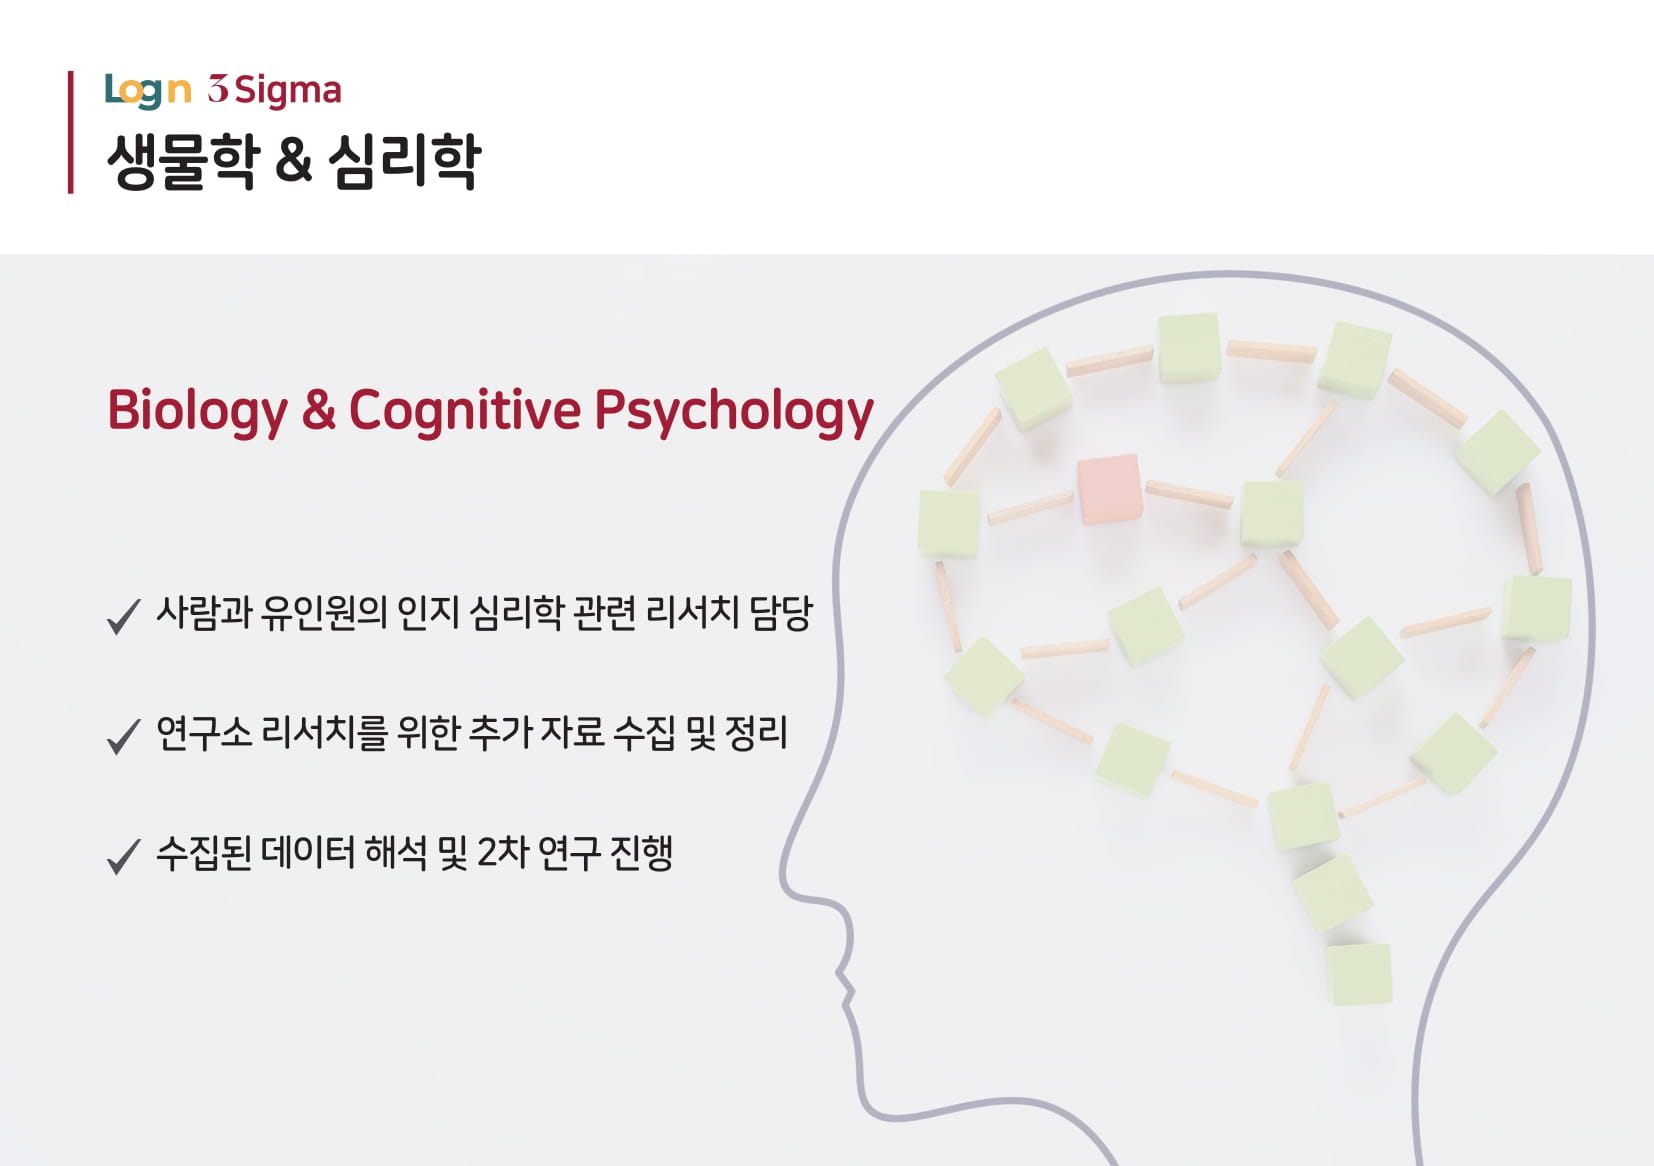 Logn 3 Sigma
생물학 & 심리학
Biology & Cognitive Psychology
사람과 유인원의 인지 심리학 관련 리서치 담당
연구소 리서치를 위한 추가 자료 수집 및 정리
수집된 데이터 해석 및 2차 연구 진행